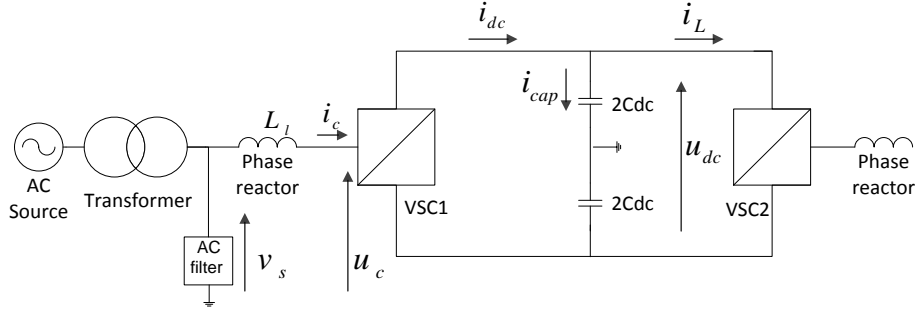 i_dc
i_L
i_cap
2Cdc
L_l
i_c
Phase
reactor
u_dc
Phase
reactor
AC
Source
Transformer
VSC1
2Cdc
VSC2
AC
filter
v_s
u_c